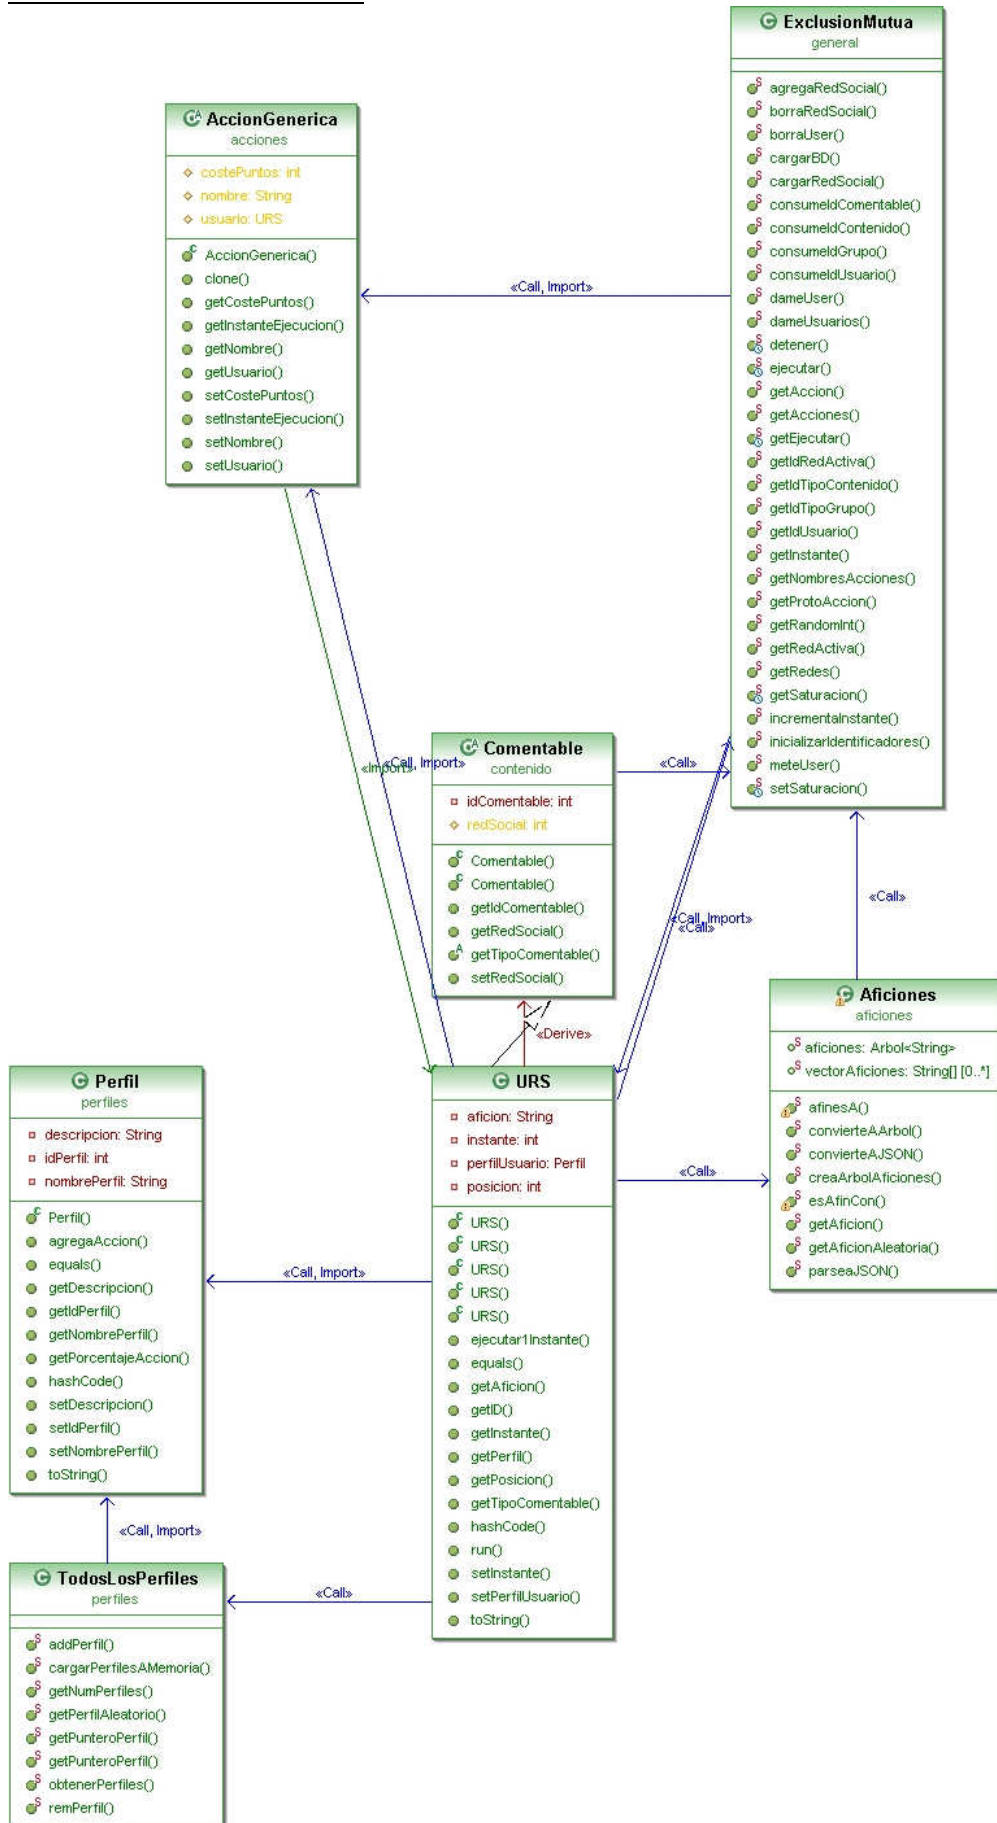 ExclusionMutua
general
agregaRedSocial()
borraRedSocial()
borraUser()
cargarBD()
cargarRedSocial()
consumeIdComentable()
consumeIdContenido()
consumeIdGrupo()
consumeIdUsuario()
dameUser()
dameUsuarios()
detener()
ejecutar()
getAccion()
getAcciones()
getEjecutar()
getIdRedActiva()
getIdTipoContenido()
getIdTipoGrupo()
getIdUsuario()
getInstante()
getNombresAcciones()
getProtoAccion()
getRandomInt()
getRedActiva()
getRedes()
getSaturacion()
incrementaInstante()
inicializarIdentificadores()
meteUser()
setSaturacion()
AccionGenerica
acciones
costePuntos: int
nombre: String
usuario: URS
AccionGenerica()
clone()
getCostePuntos()
getInstanteEjecucion()
getNombre()
getUsuario()
setCostePuntos()
setInstanteEjecucion()
setNombre()
setUsuario()
«Call, Import»
«Import»
«Call, Import»
Comentable
contenido
idComentable: int
redSocial: int
Comentable()
Comentable()
getIdComentable()
getRedSocial()
getTipoComentable()
setRedSocial()
«Call»
«Call, Import»
«Call»
«Call»
«Derive»
Aficiones
aficiones
aficiones: Arbol<String>
vectorAficiones: String[] [0..*]
afinesA()
convierteAArbol()
convierteAJSON()
creaArbolAficiones()
esAfinCon()
getAficion()
getAficionAleatoria()
parseaJSON()
Perfil
perfiles
descripcion: String
idPerfil: int
nombrePerfil: String
Perfil()
agregaAccion()
equals()
getDescripcion()
getIdPerfil()
getNombrePerfil()
getPorcentajeAccion()
hashCode()
setDescripcion()
setIdPerfil()
setNombrePerfil()
toString()
«Call, Import»
URS
aficion: String
instante: int
perfilUsuario: Perfil
posicion: int
URS()
URS()
URS()
URS()
URS()
ejecutar1Instante()
equals()
getAficion()
getID()
getInstante()
getPerfil()
getPosicion()
getTipoComentable()
hashCode()
run()
setInstante()
setPerfilUsuario()
toString()
«Call»
«Call, Import»
«Call»
TodosLosPerfiles
perfiles
addPerfil()
cargarPerfilesAMemoria()
getNumPerfiles()
getPerfilAleatorio()
getPunteroPerfil()
getPunteroPerfil()
obtenerPerfiles()
remPerfil()